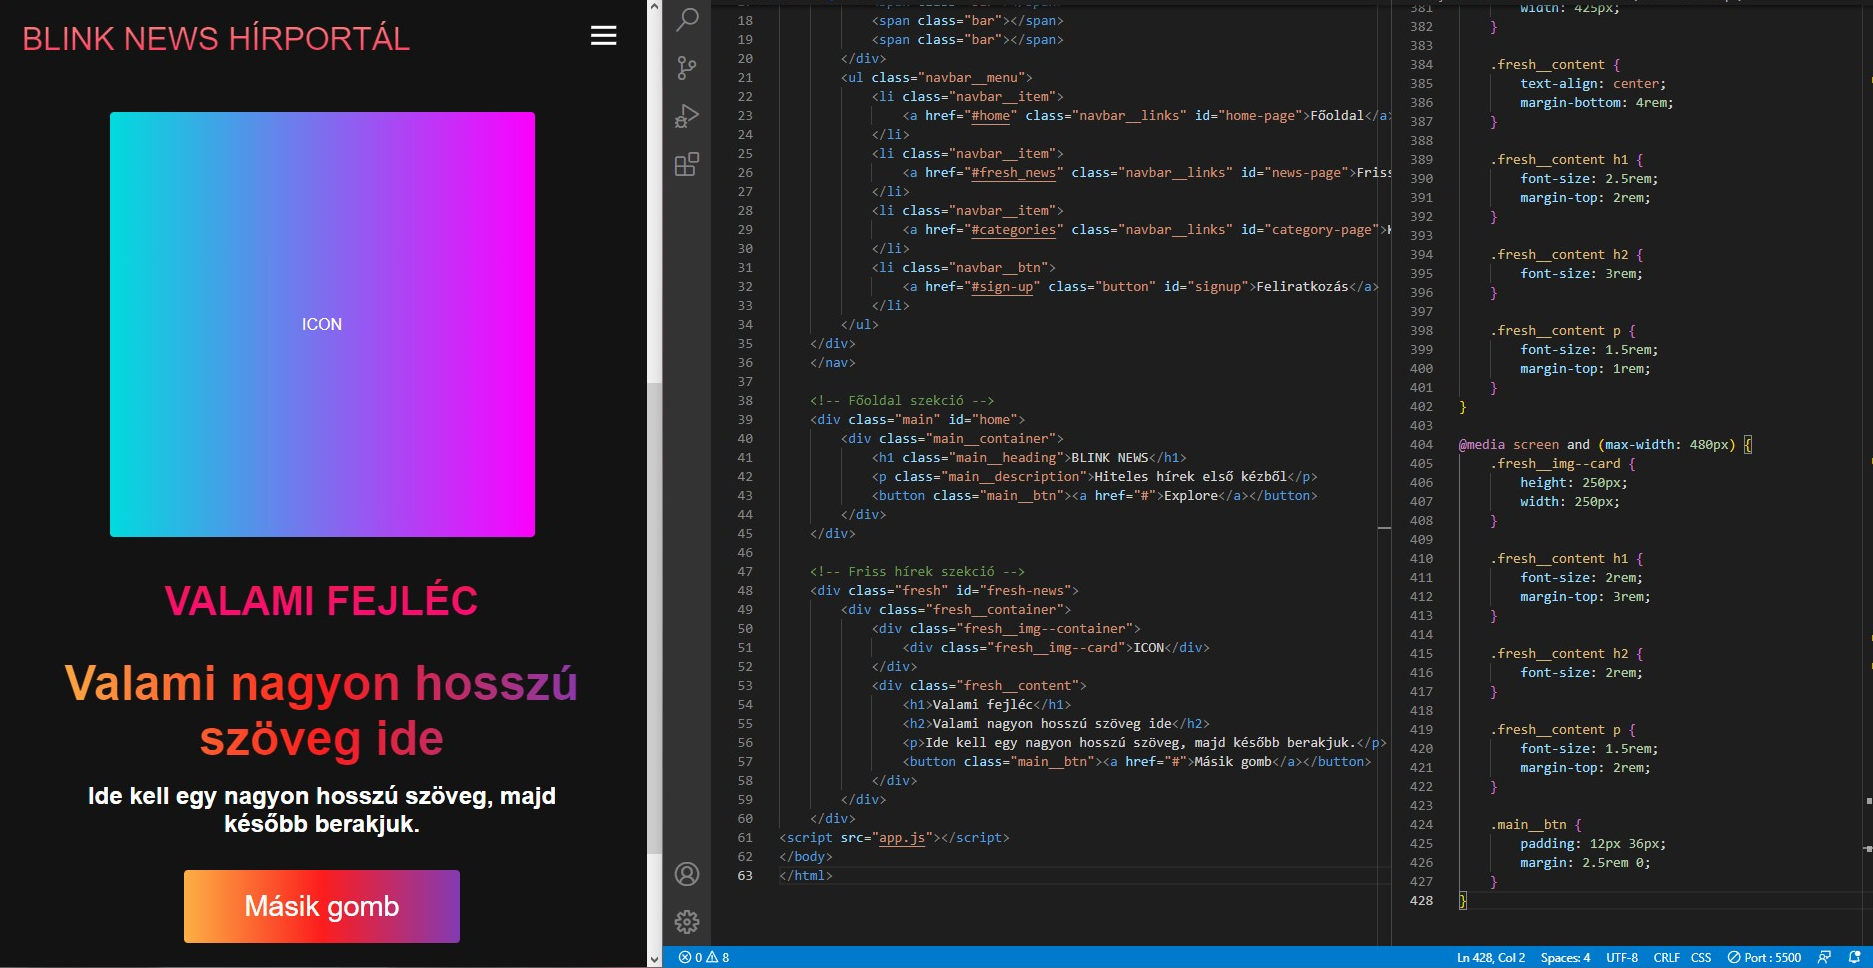 BLINK NEWS HÍRPORTÁL
ICON
VALAMI FEJLÉC
Valami nagyon hosszú
szöveg ide
Ide kell egy nagyon hosszú szöveg, majd
később berakjuk.
Másik gomb
18 <span class="bar"></span>
19 <span class="bar"></span>
20 </div>
21 <ul class="navbar__menu">
22 <li class="navbar__item">
23 <a href="#home" class="navbar__links" id="home-page">Főoldal</a>
24 </li>
25 <li class="navbar__item">
26 <a href="#fresh_news" class="navbar__links" id="news-page">Friss
27 </li>
28 <li class="navbar__item">
29 <a href="#categories" class="navbar__links" id="category-page">K
30 </li>
31 <li class="navbar__btn">
32 <a href="#sign-up" class="button" id="signup">Feliratkozás</a>
33 </li>
34 </ul>
35 </div>
36 </nav>
37
38 <!-- Főoldal szekció -->
39 <div class="main" id="home">
40 <div class="main__container">
41 <h1 class="main__heading">BLINK NEWS</h1>
42 <p class="main__description">Hiteles hírek első kézből</p>
43 <button class="main__btn"><a href="#">Explore</a></button>
44 </div>
45 </div>
46
47 <!-- Friss hírek szekció -->
48 <div class="fresh" id="fresh-news">
49 <div class="fresh__container">
50 <div class="fresh__img--container">
51 <div class="fresh__img--card">ICON</div>
52 </div>
53 <div class="fresh__content">
54 <h1>Valami fejléc</h1>
55 <h2>Valami nagyon hosszú szöveg ide</h2>
56 <p>Ide kell egy nagyon hosszú szöveg, majd később berakjuk.</p>
57 <button class="main__btn"><a href="#">Másik gomb</a></button>
58 </div>
59 </div>
60 </div>
61 <script src="app.js"></script>
62 </body>
63 </html>
381 width: 425px;
382 }
383
384 .fresh__content {
385 text-align: center;
386 margin-bottom: 4rem;
387 }
388
389 .fresh__content h1 {
390 font-size: 2.5rem;
391 margin-top: 2rem;
392 }
393
394 .fresh__content h2 {
395 font-size: 3rem;
396 }
397
398 .fresh__content p {
399 font-size: 1.5rem;
400 margin-top: 1rem;
401 }
402 }
403
404 @media screen and (max-width: 480px) {
405 .fresh__img--card {
406 height: 250px;
407 width: 250px;
408 }
409
410 .fresh__content h1 {
411 font-size: 2rem;
412 margin-top: 3rem;
413 }
414
415 .fresh__content h2 {
416 font-size: 2rem;
417 }
418
419 .fresh__content p {
420 font-size: 1.5rem;
421 margin-top: 2rem;
422 }
423
424 .main__btn {
425 padding: 12px 36px;
426 margin: 2.5rem 0;
427 }
428 }
0 8 Ln 428, Col 2 Spaces: 4 UTF-8 CRLF CSS Port : 5500